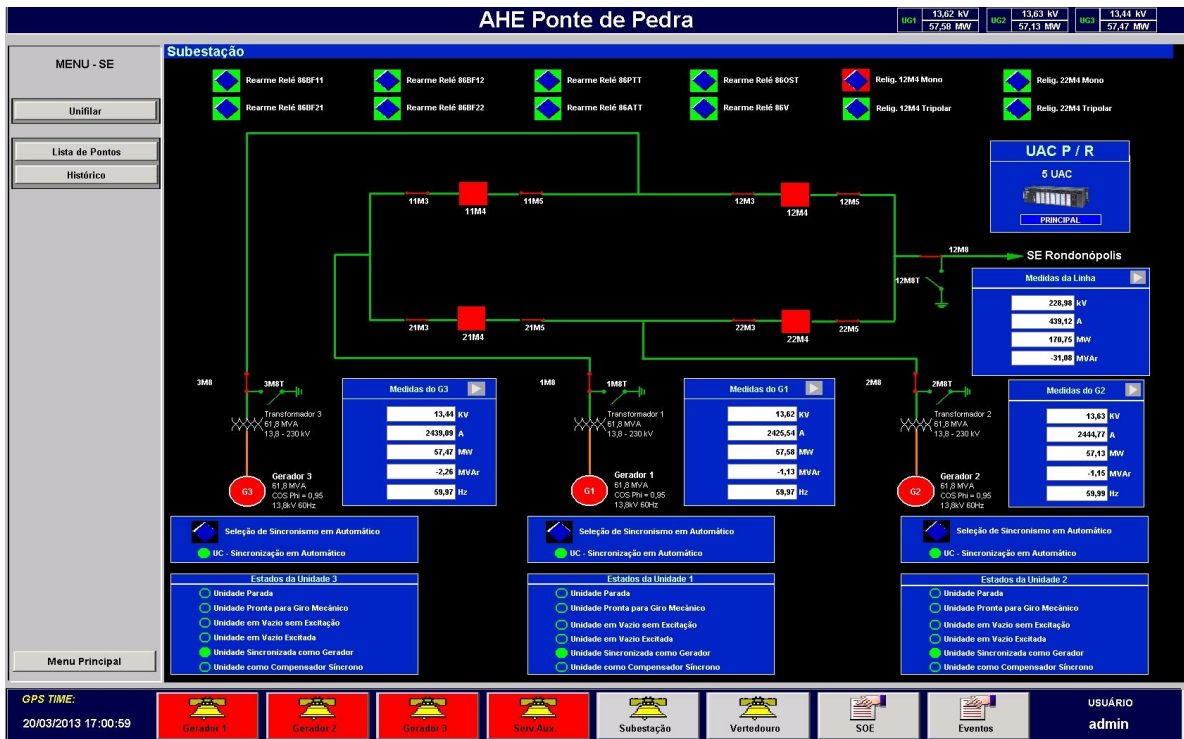 AHE Ponte de Pedra
UG1 13,62 kV 57,58 MW
UG2 13,63 kV 57,13 MW
UG3 13,44 kV 57,47 MW
MENU - SE
Unifilar
Lista de Pontos
Histórico
Menu Principal
Subestação
Rearme Relé 86BF11
Rearme Relé 86BF12
Rearme Relé 86PTT
Rearme Relé 86OST
Relig. 12M4 Mono
Relig. 22M4 Mono
Rearme Relé 86BF21
Rearme Relé 86BF22
Rearme Relé 86ATT
Rearme Relé 86V
Relig. 12M4 Tripolar
Relig. 22M4 Tripolar
UAC P / R
5 UAC
PRINCIPAL
11M3
11M4
11M5
12M3
12M4
12M5
12M8
SE Rondonópolis
12M8T
Medidas da Linha
228,98 kV
439,12 A
170,75 MW
-31,08 MVAr
21M3
21M4
21M5
22M3
22M4
22M5
3M8
3M8T
Transformador 3
61,8 MVA
13,8 - 230 kV
G3
Gerador 3
61,8 MVA
COS Phi = 0,95
13,8kV 60Hz
Medidas do G3
13,44 KV
2439,09 A
57,47 MW
-2,26 MVAr
59,97 Hz
1M8
1M8T
Transformador 1
61,8 MVA
13,8 - 230 kV
G1
Gerador 1
61,8 MVA
COS Phi = 0,95
13,8kV 60Hz
Medidas do G1
13,62 KV
2425,54 A
57,58 MW
-1,13 MVAr
59,97 Hz
2M8
2M8T
Transformador 2
61,8 MVA
13,8 - 230 kV
G2
Gerador 2
61,8 MVA
COS Phi = 0,95
13,8kV 60Hz
Medidas do G2
13,63 KV
2444,77 A
57,13 MW
-1,15 MVAr
59,99 Hz
Seleção de Sincronismo em Automático
UC - Sincronização em Automático
Seleção de Sincronismo em Automático
UC - Sincronização em Automático
Seleção de Sincronismo em Automático
UC - Sincronização em Automático
Estados da Unidade 3
Unidade Parada
Unidade Pronta para Giro Mecânico
Unidade em Vazio sem Excitação
Unidade em Vazio Excitada
Unidade Sincronizada como Gerador
Unidade como Compensador Síncrono
Estados da Unidade 1
Unidade Parada
Unidade Pronta para Giro Mecânico
Unidade em Vazio sem Excitação
Unidade em Vazio Excitada
Unidade Sincronizada como Gerador
Unidade como Compensador Síncrono
Estados da Unidade 2
Unidade Parada
Unidade Pronta para Giro Mecânico
Unidade em Vazio sem Excitação
Unidade em Vazio Excitada
Unidade Sincronizada como Gerador
Unidade como Compensador Síncrono
GPS TIME:
20/03/2013 17:00:59
Gerador 1
Gerador 2
Gerador 3
Serv.Aux.
Subestação
Vertedouro
SOE
Eventos
USUÁRIO
admin